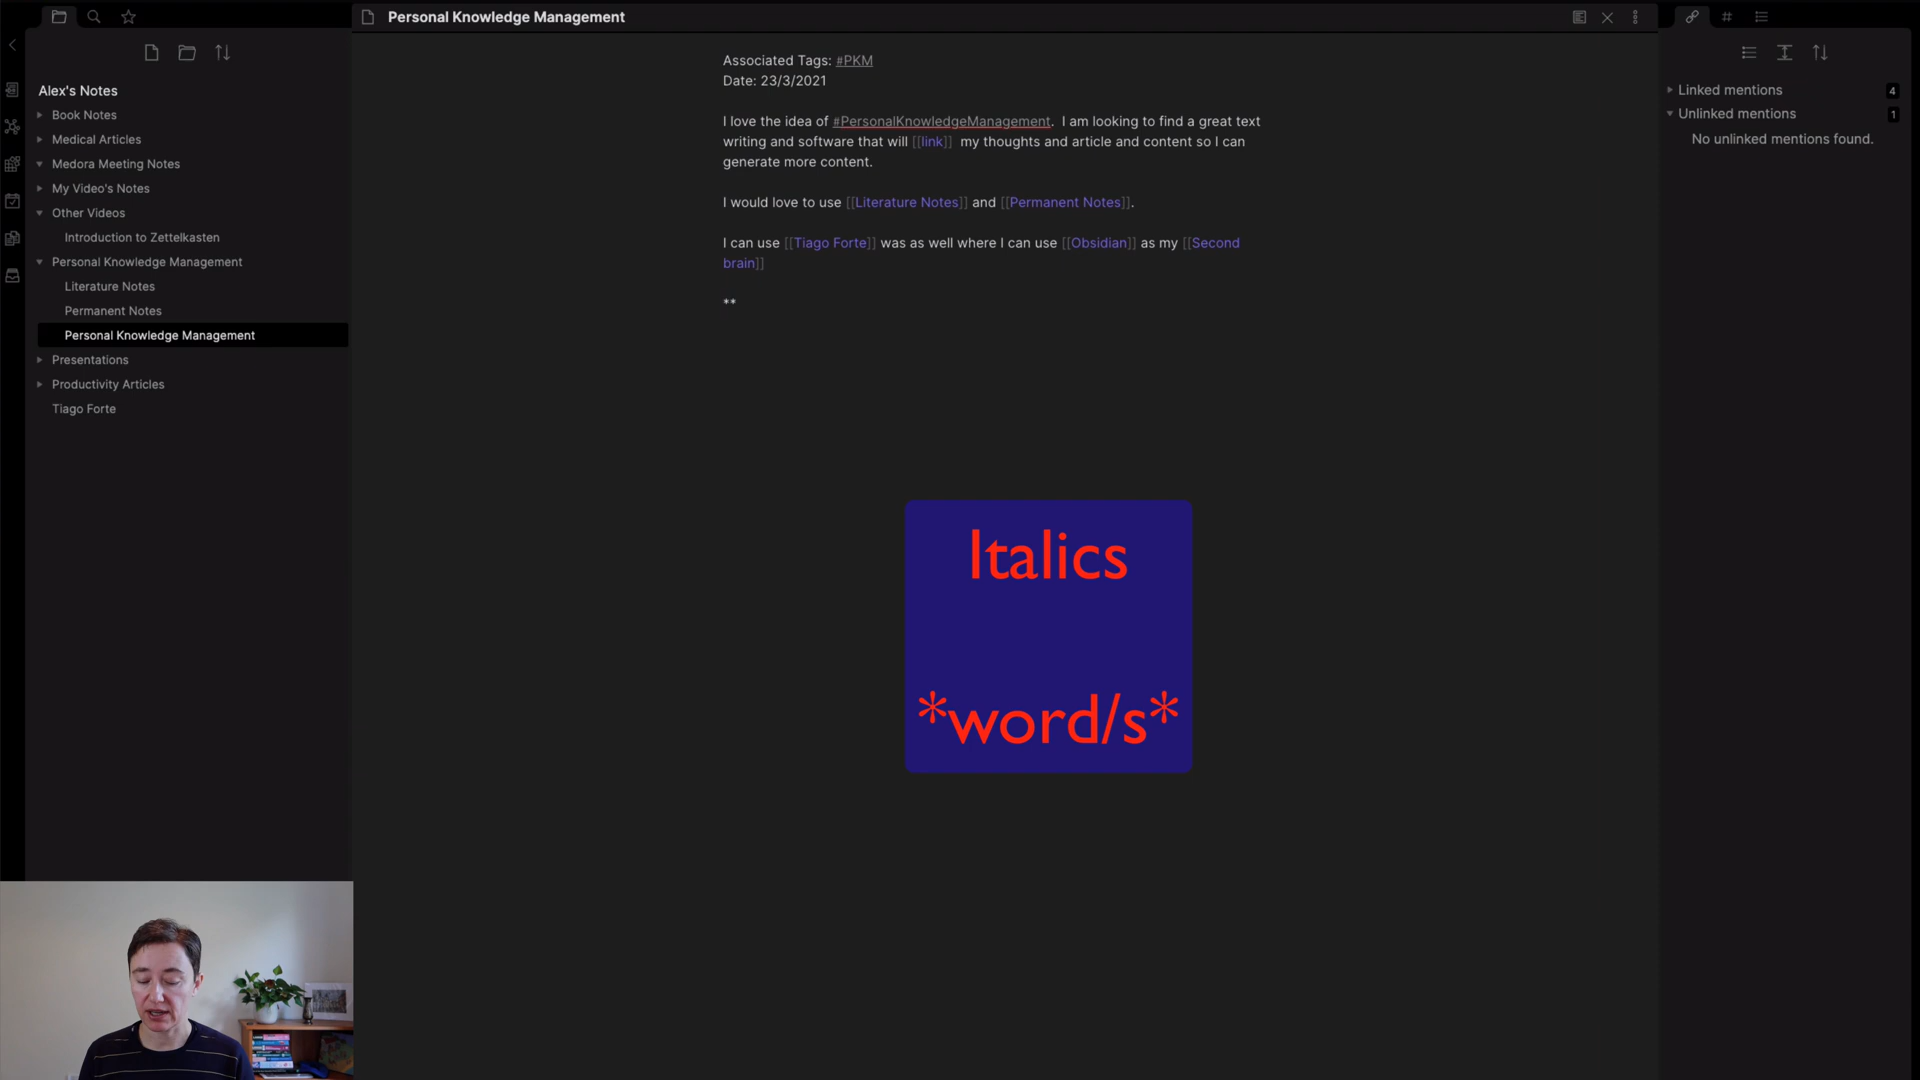 Personal Knowledge Management
Alex's Notes
Book Notes
Medical Articles
Medora Meeting Notes
My Video's Notes
Other Videos
Introduction to Zettelkasten
Personal Knowledge Management
Literature Notes
Permanent Notes
Personal Knowledge Management
Presentations
Productivity Articles
Tiago Forte
Associated Tags: #PKM
Date: 23/3/2021
I love the idea of #PersonalKnowledgeManagement. I am looking to find a great text
writing and software that will [[link]] my thoughts and article and content so I can
generate more content.
I would love to use [[Literature Notes]] and [[Permanent Notes]].
I can use [[Tiago Forte]] was as well where I can use [[Obsidian]] as my [[Second
brain]]
**
Italics
*word/s*
Linked mentions 4
Unlinked mentions 1
No unlinked mentions found.